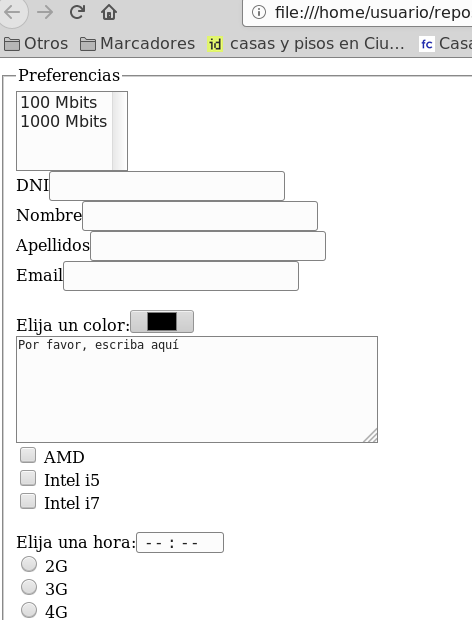 file:///home/usuario/repo
Otros Marcadores id casas y pisos en Ciu… fc Casa
Preferencias
100 Mbits
1000 Mbits
DNI
Nombre
Apellidos
Email
Elija un color:
Por favor, escriba aquí
AMD
Intel i5
Intel i7
Elija una hora: -- : --
2G
3G
4G